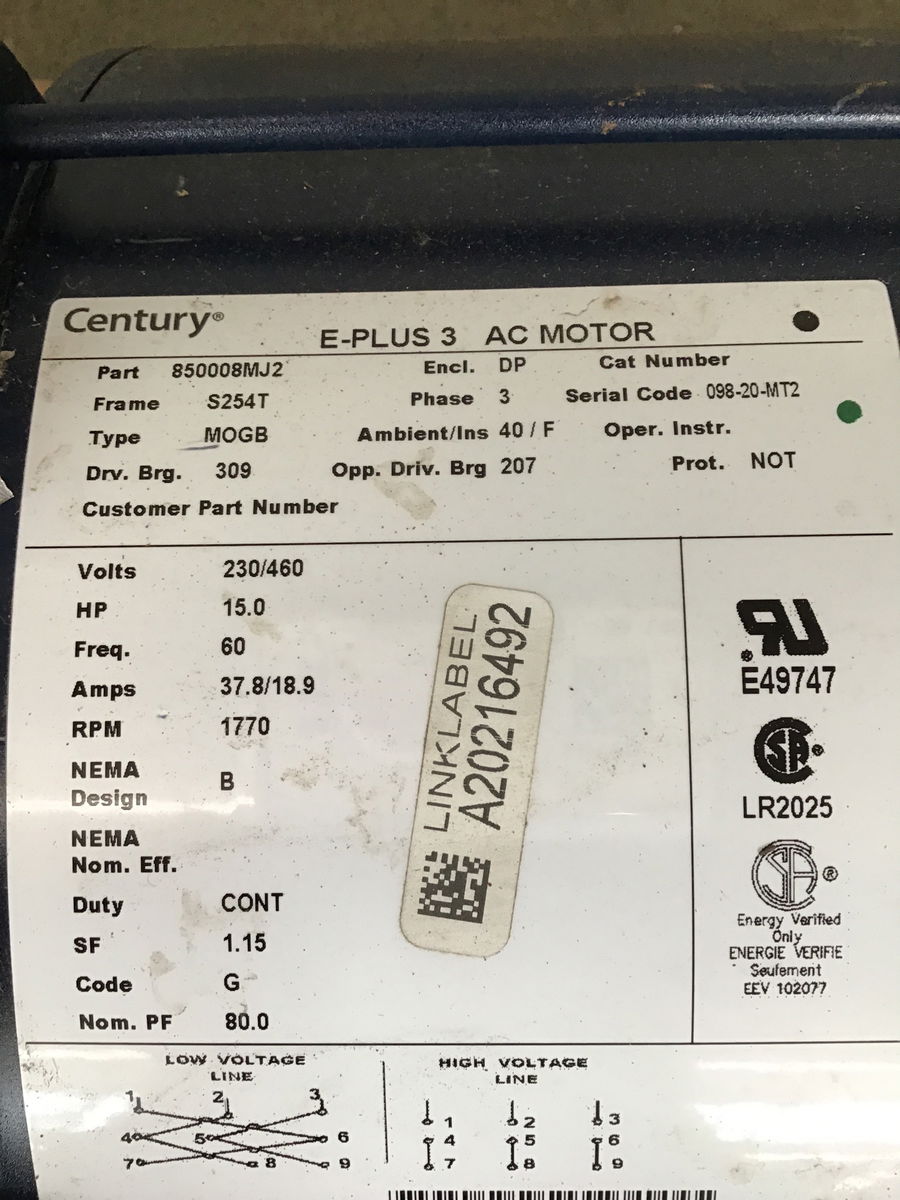 Century®
E-PLUS 3 AC MOTOR
Part 850008MJ2 Encl. DP Cat Number
Frame S254T Phase 3 Serial Code 098-20-MT2
Type MOGB Ambient/Ins 40 / F Oper. Instr.
Drv. Brg. 309 Opp. Driv. Brg 207 Prot. NOT
Customer Part Number
Volts 230/460
HP 15.0
Freq. 60
Amps 37.8/18.9
RPM 1770
NEMA
Design B
NEMA
Nom. Eff.
Duty CONT
SF 1.15
Code G
Nom. PF 80.0
LINKLABEL
A20216492
RU®
E49747
SA®
LR2025
SA®
Energy Verified
Only
ENERGIE VERIFIE
Seulement
EEV 102077
LOW VOLTAGE
LINE
1 2 3
4 5 6
7 8 9
HIGH VOLTAGE
LINE
1 2 3
4 5 6
7 8 9